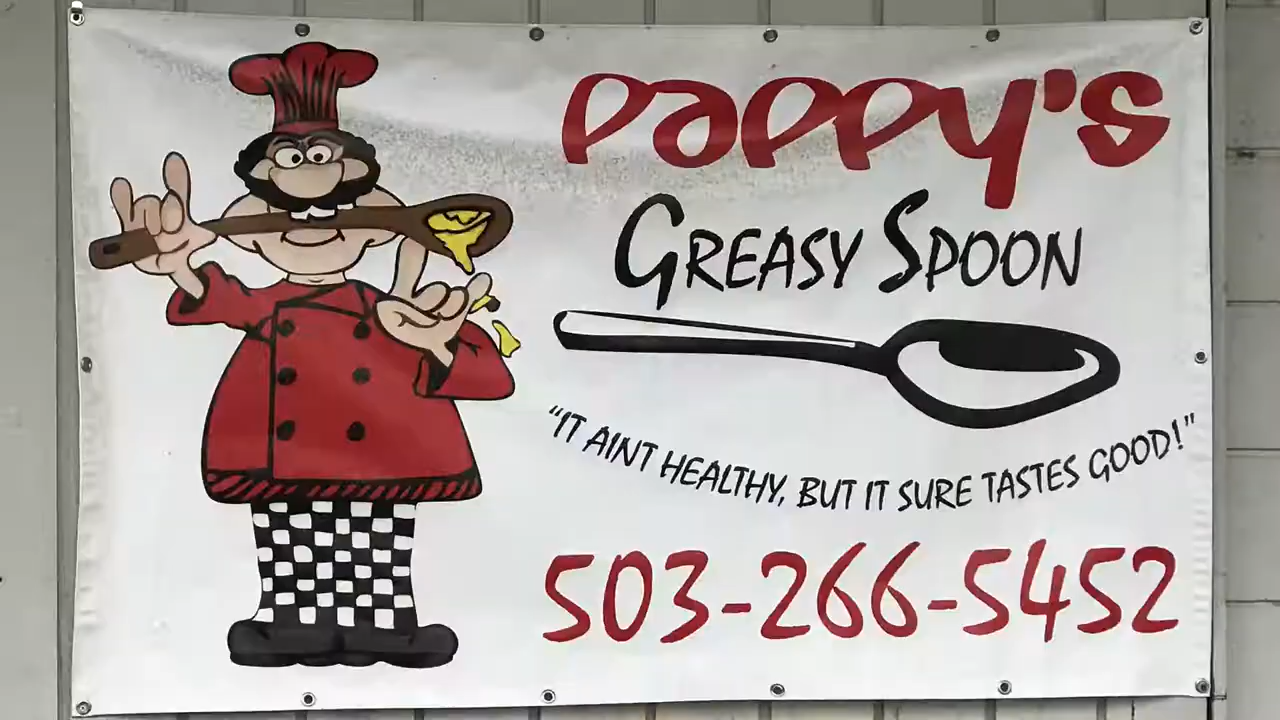 PAPPY'S
GREASY SPOON
"IT AINT HEALTHY, BUT IT SURE TASTES GOOD!"
503-266-5452